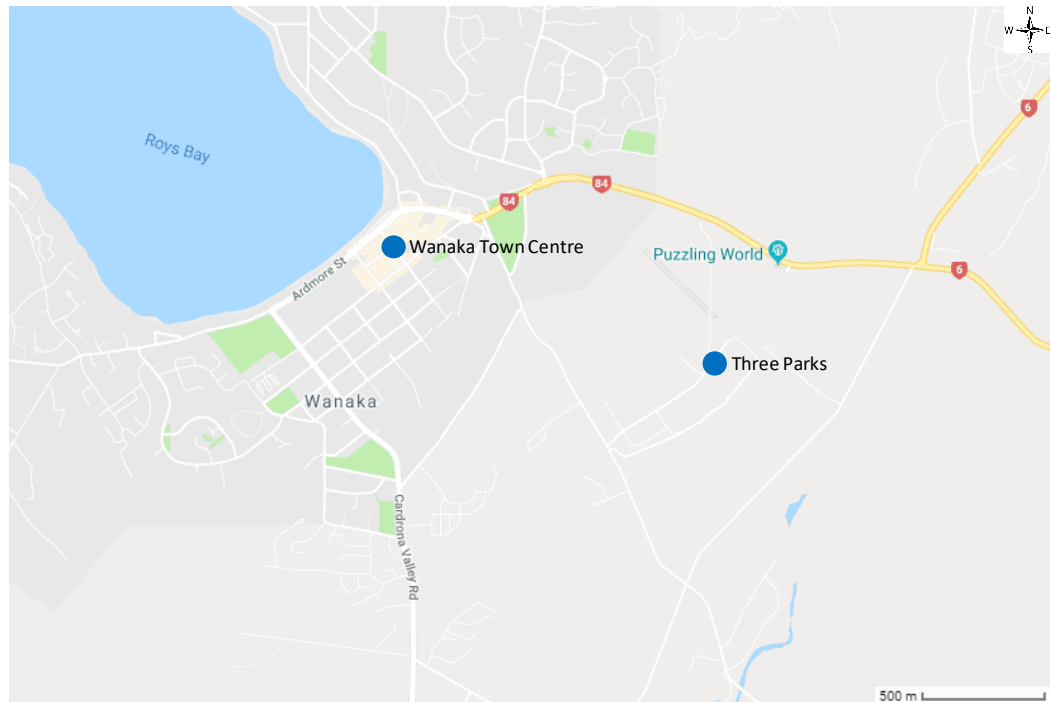 N
W
S
6
Roys Bay
84
84
Wanaka Town Centre
Puzzling World
6
Ardmore St
Three Parks
Wanaka
Cardrona Valley Rd
500 m